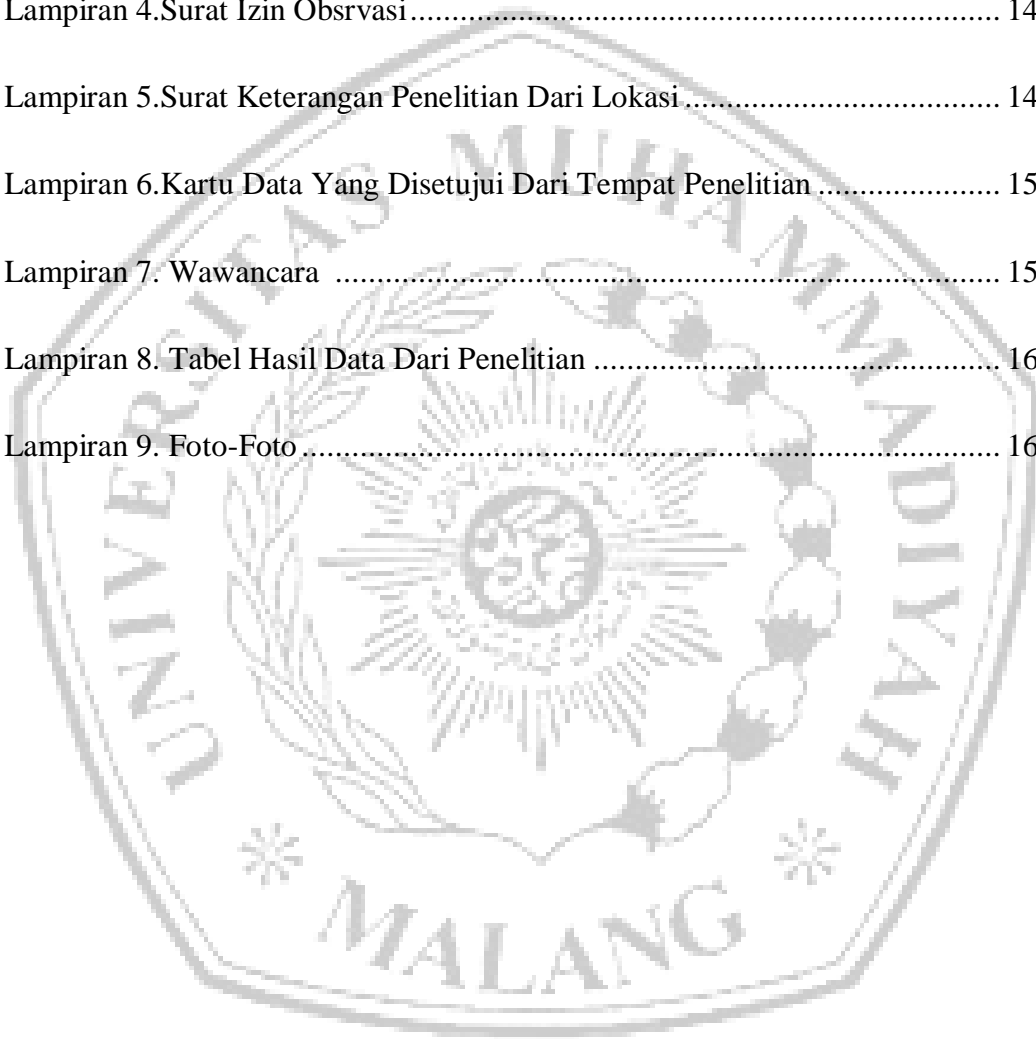 Lampiran 4.Surat Izin Obsrvasi........................................................................ 14
Lampiran 5.Surat Keterangan Penelitian Dari Lokasi...................................... 14
Lampiran 6.Kartu Data Yang Disetujui Dari Tempat Penelitian ...................... 15
Lampiran 7. Wawancara ................................................................................. 15
Lampiran 8. Tabel Hasil Data Dari Penelitian ................................................. 16
Lampiran 9. Foto-Foto..................................................................................... 16
UNIVERSITAS MUHAMMADIYAH
MALANG